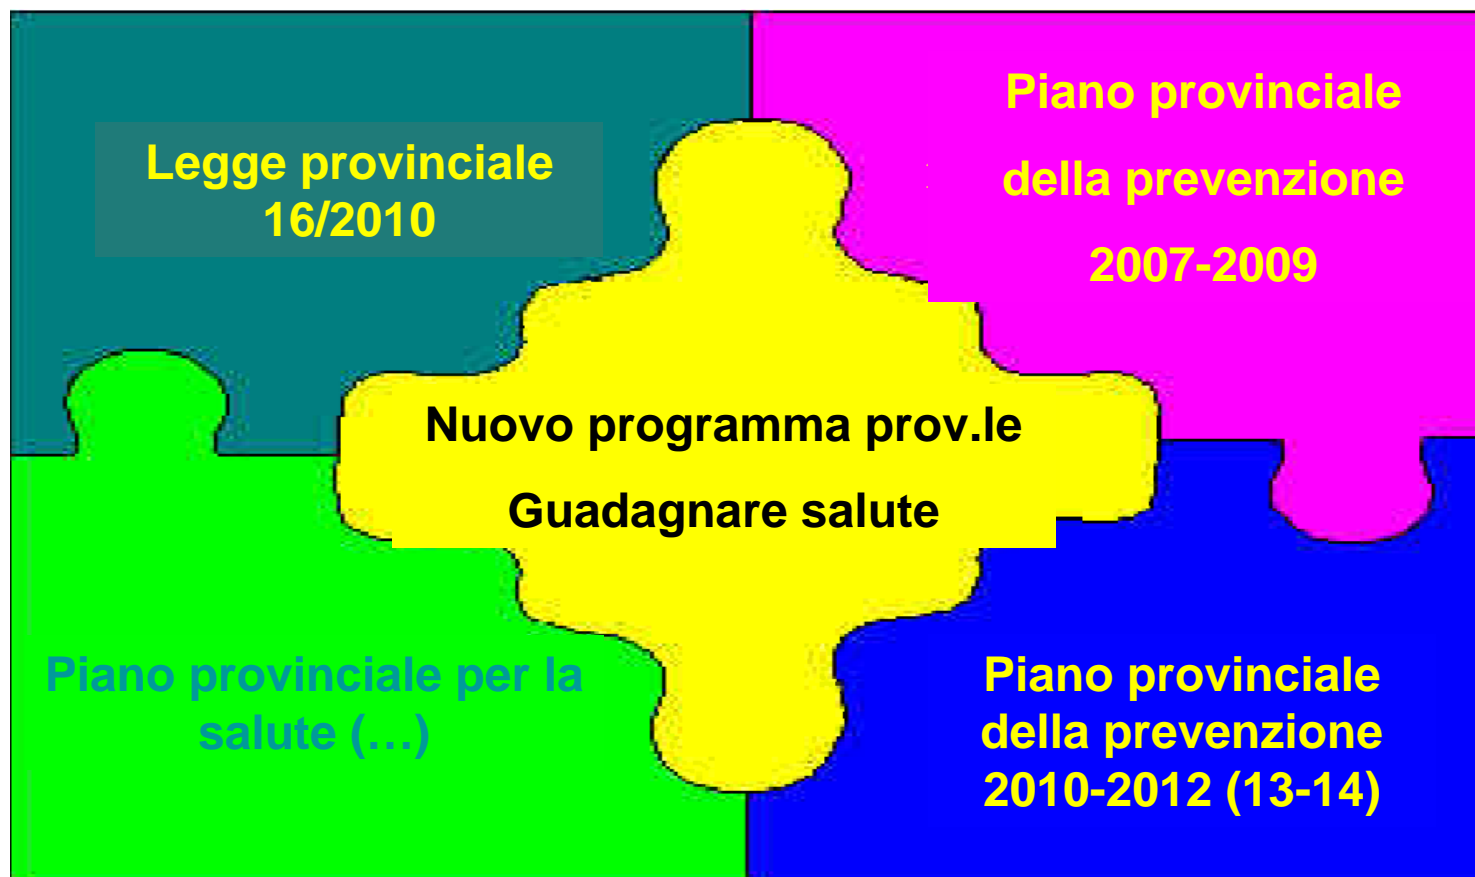 Legge provinciale
16/2010
Piano provinciale
della prevenzione
2007-2009
Nuovo programma prov.le
Guadagnare salute
Piano provinciale per la
salute (…)
Piano provinciale
della prevenzione
2010-2012 (13-14)